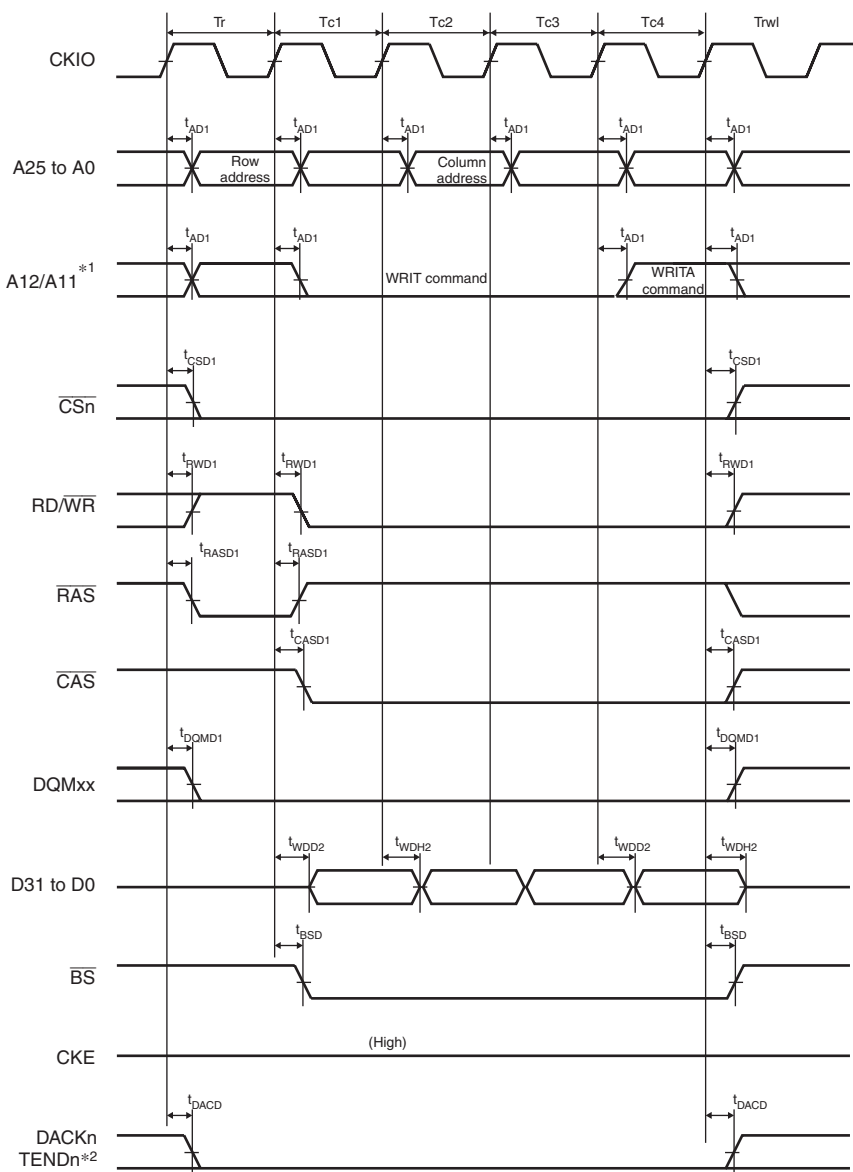 Tr Tc1 Tc2 Tc3 Tc4 Trwl
CKIO
tAD1 tAD1 tAD1 tAD1 tAD1 tAD1
A25 to A0
Row address
Column address
tAD1 tAD1 tAD1 tAD1
A12/A11*1
WRIT command
WRITA command
tCSD1 tCSD1
CSn
tRWD1 tRWD1 tRWD1
RD/WR
tRASD1 tRASD1
RAS
tCASD1 tCASD1
CAS
tDQMD1 tDQMD1
DQMxx
tWDD2 tWDH2 tWDD2 tWDH2
D31 to D0
tBSD tBSD
BS
(High)
CKE
tDACD tDACD
DACKn
TENDn*2